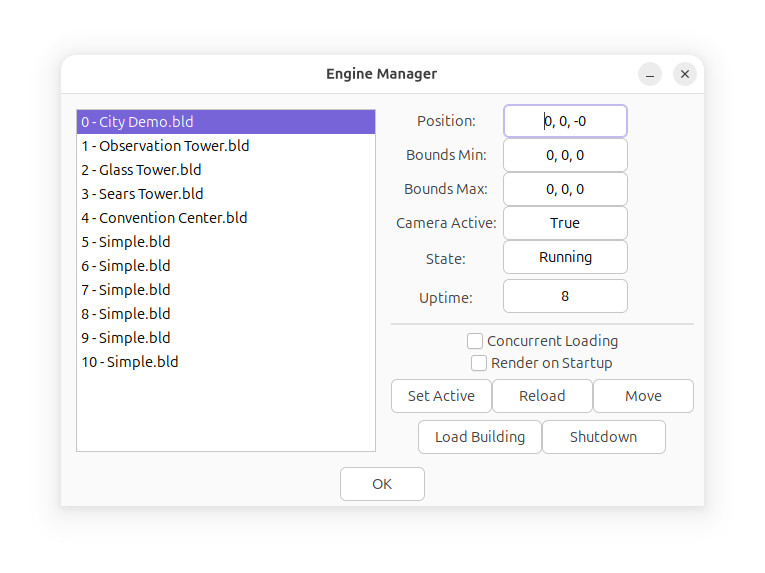 Engine Manager
0 - City Demo.bld
1 - Observation Tower.bld
2 - Glass Tower.bld
3 - Sears Tower.bld
4 - Convention Center.bld
5 - Simple.bld
6 - Simple.bld
7 - Simple.bld
8 - Simple.bld
9 - Simple.bld
10 - Simple.bld
Position: 0, 0, -0
Bounds Min: 0, 0, 0
Bounds Max: 0, 0, 0
Camera Active: True
State: Running
Uptime: 8
Concurrent Loading
Render on Startup
Set Active Reload Move
Load Building Shutdown
OK